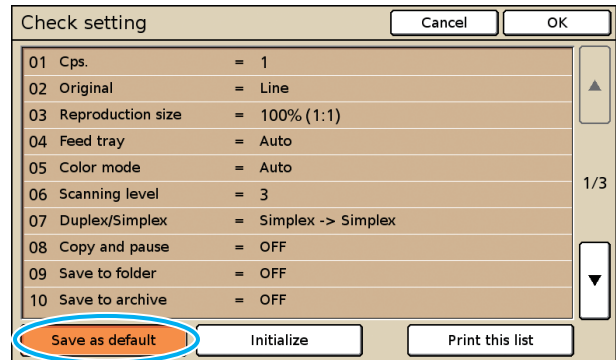 Check setting Cancel OK
01 Cps. = 1
02 Original = Line
03 Reproduction size = 100% (1:1)
04 Feed tray = Auto
05 Color mode = Auto
06 Scanning level = 3
07 Duplex/Simplex = Simplex -> Simplex
08 Copy and pause = OFF
09 Save to folder = OFF
10 Save to archive = OFF
1/3
Save as default Initialize Print this list